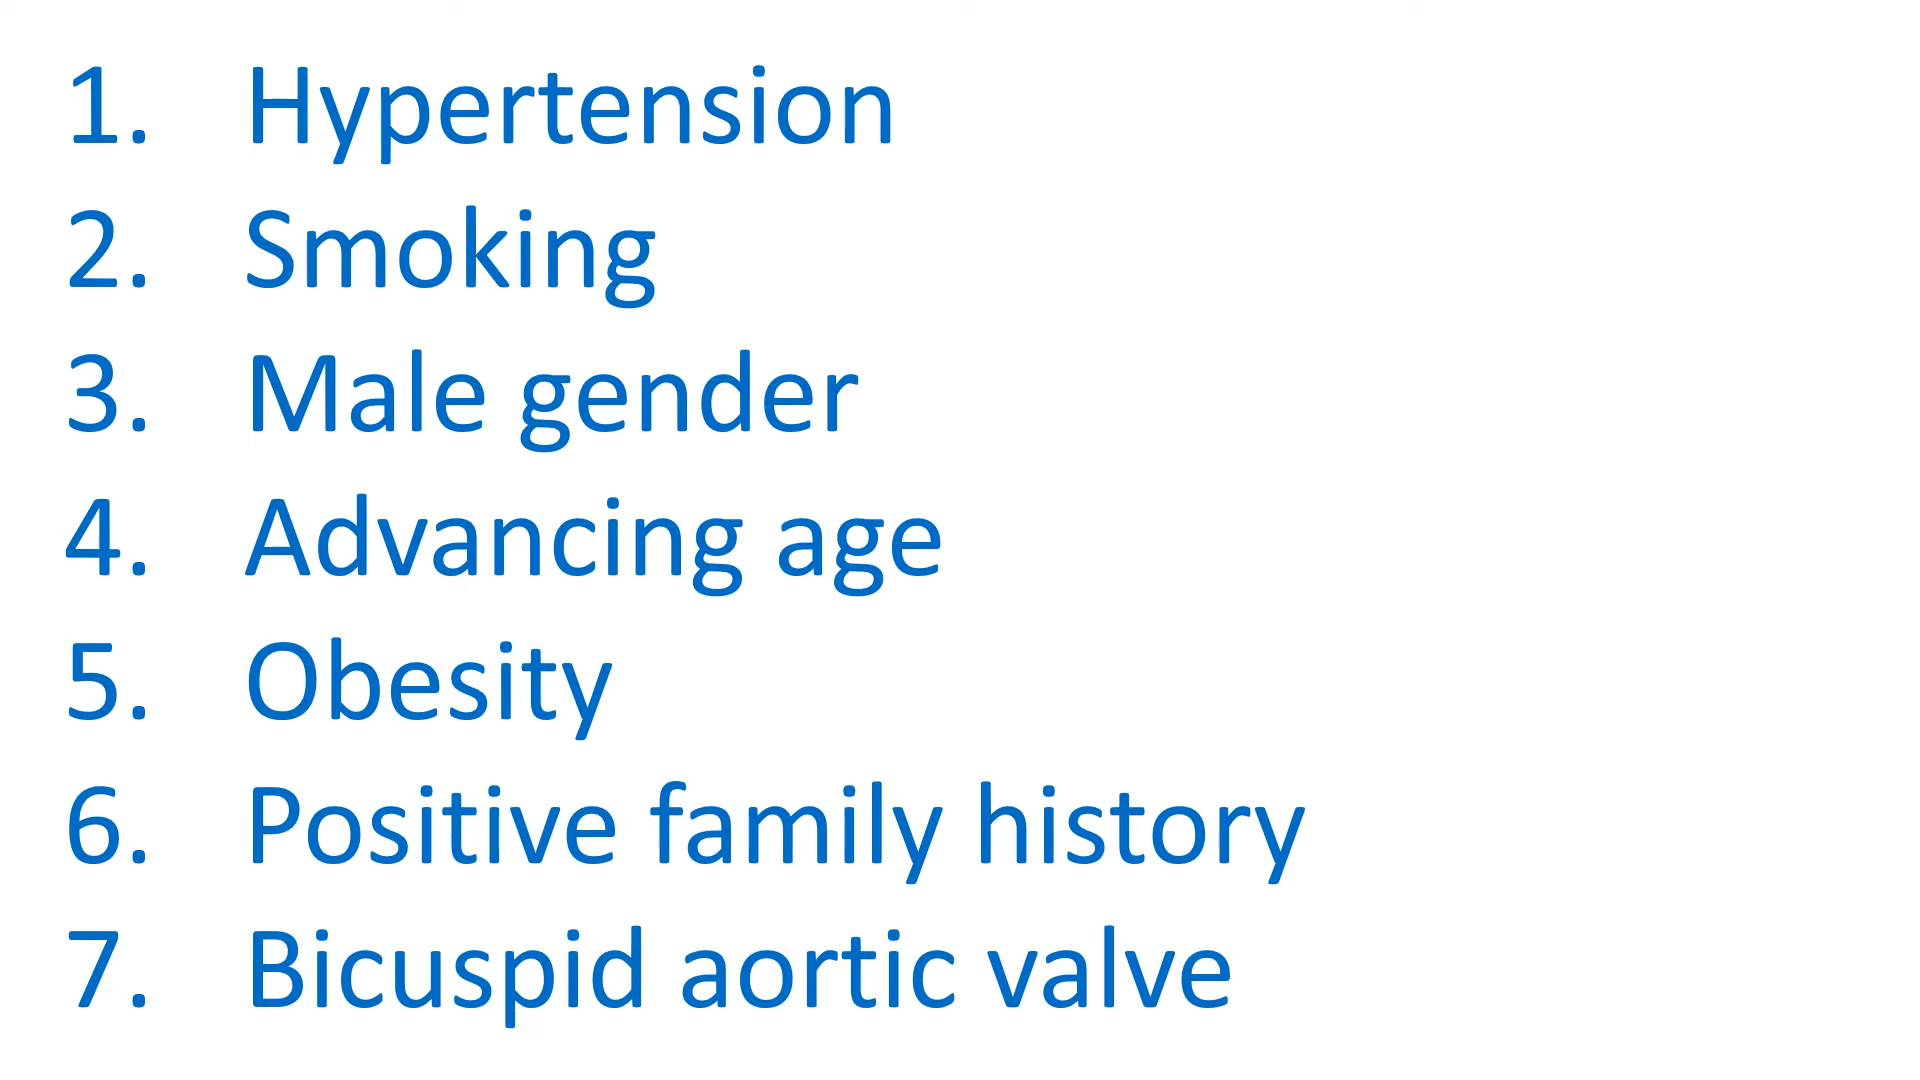 1. Hypertension
2. Smoking
3. Male gender
4. Advancing age
5. Obesity
6. Positive family history
7. Bicuspid aortic valve